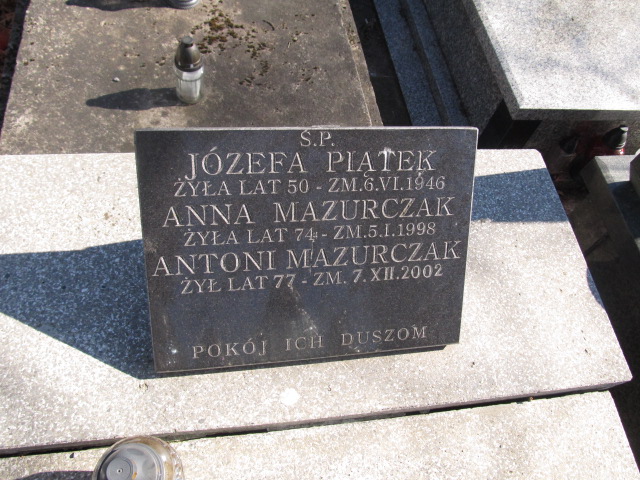 Ś.P.
JÓZEFA PIĄTEK
ŻYŁA LAT 50 - ZM.6.VI.1946
ANNA MAZURCZAK
ŻYŁA LAT 74 - ZM.5.I.1998
ANTONI MAZURCZAK
ŻYŁ LAT 77 - ZM. 7.XII.2002
POKÓJ ICH DUSZOM